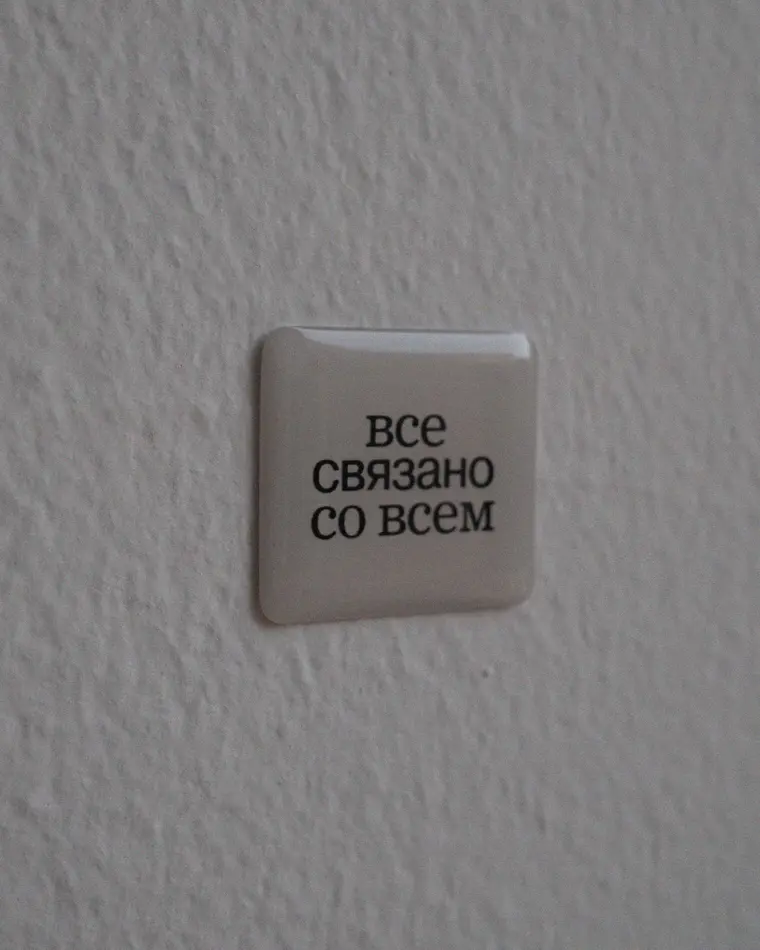 все
связано
со всем